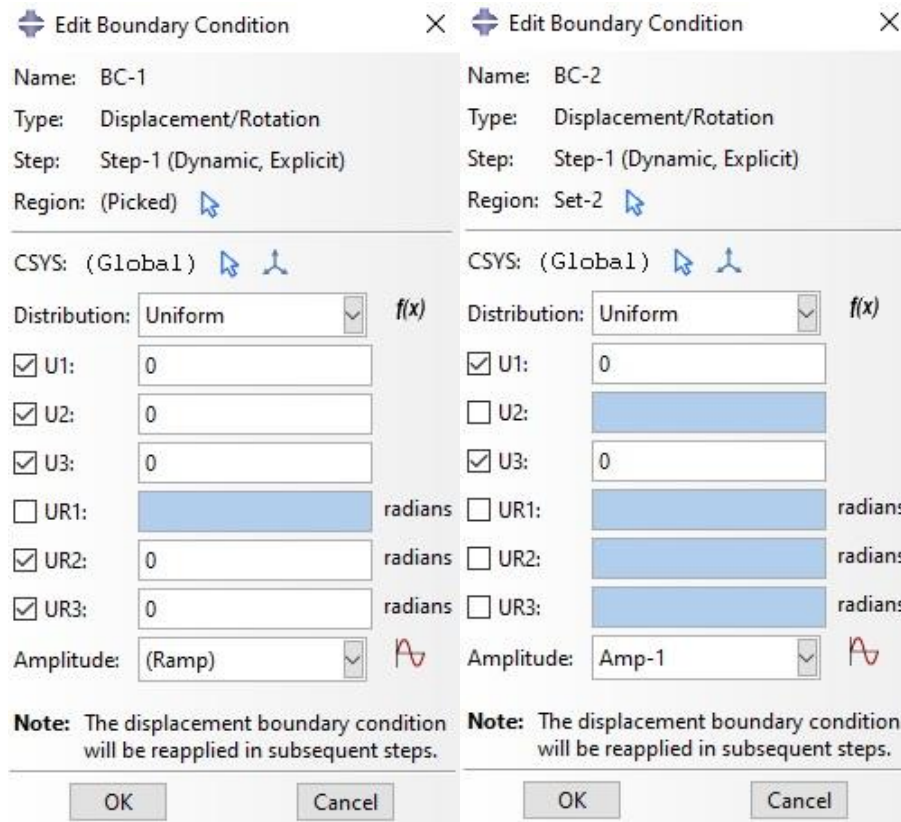 Edit Boundary Condition
Name: BC-1
Type: Displacement/Rotation
Step: Step-1 (Dynamic, Explicit)
Region: (Picked)
CSYS: (Global)
Distribution: Uniform f(x)
U1: 0
U2: 0
U3: 0
UR1: radians
UR2: 0 radians
UR3: 0 radians
Amplitude: (Ramp)
Note: The displacement boundary condition
will be reapplied in subsequent steps.
OK Cancel
Edit Boundary Condition
Name: BC-2
Type: Displacement/Rotation
Step: Step-1 (Dynamic, Explicit)
Region: Set-2
CSYS: (Global)
Distribution: Uniform f(x)
U1: 0
U2:
U3: 0
UR1: radians
UR2: radians
UR3: radians
Amplitude: Amp-1
Note: The displacement boundary condition
will be reapplied in subsequent steps.
OK Cancel